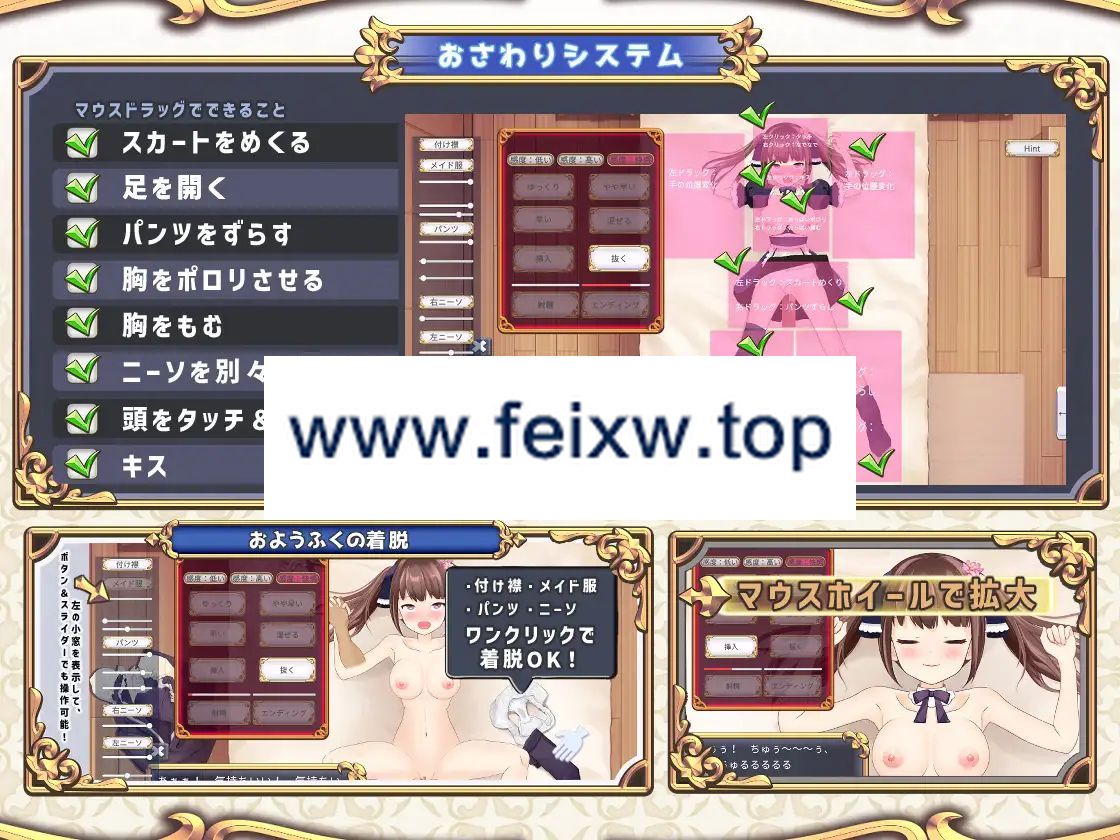 おさわりシステム
マウスドラッグでできること
スカートをめくる
足を開く
パンツをずらす
胸をポロリさせる
胸をもむ
ニーソを別々
頭をタッチ&
キス
付け襟
メイド服
パンツ
右ニーソ
左ニーソ
感度:低い 感度:高い
ゆっくり やや早い
早い 混ぜる
挿入 抜く
射精 エンディング
Hint
www.feixw.top
おようふくの着脱
ボタン&スライダーでも操作可能!
左の小窓を表示して、
付け襟
メイド服
パンツ
右ニーソ
左ニーソ
感度:低い 感度:高い
ゆっくり やや早い
早い 混ぜる
挿入 抜く
射精 エンディング
・付け襟・メイド服
・パンツ・ニーソ
ワンクリックで
着脱OK!
マウスホイールで拡大
感度:低い 感度:高い
挿入 抜く
射精 エンディング
ぅ! ちゅぅ~~~ぅ、
ゅるるるるる